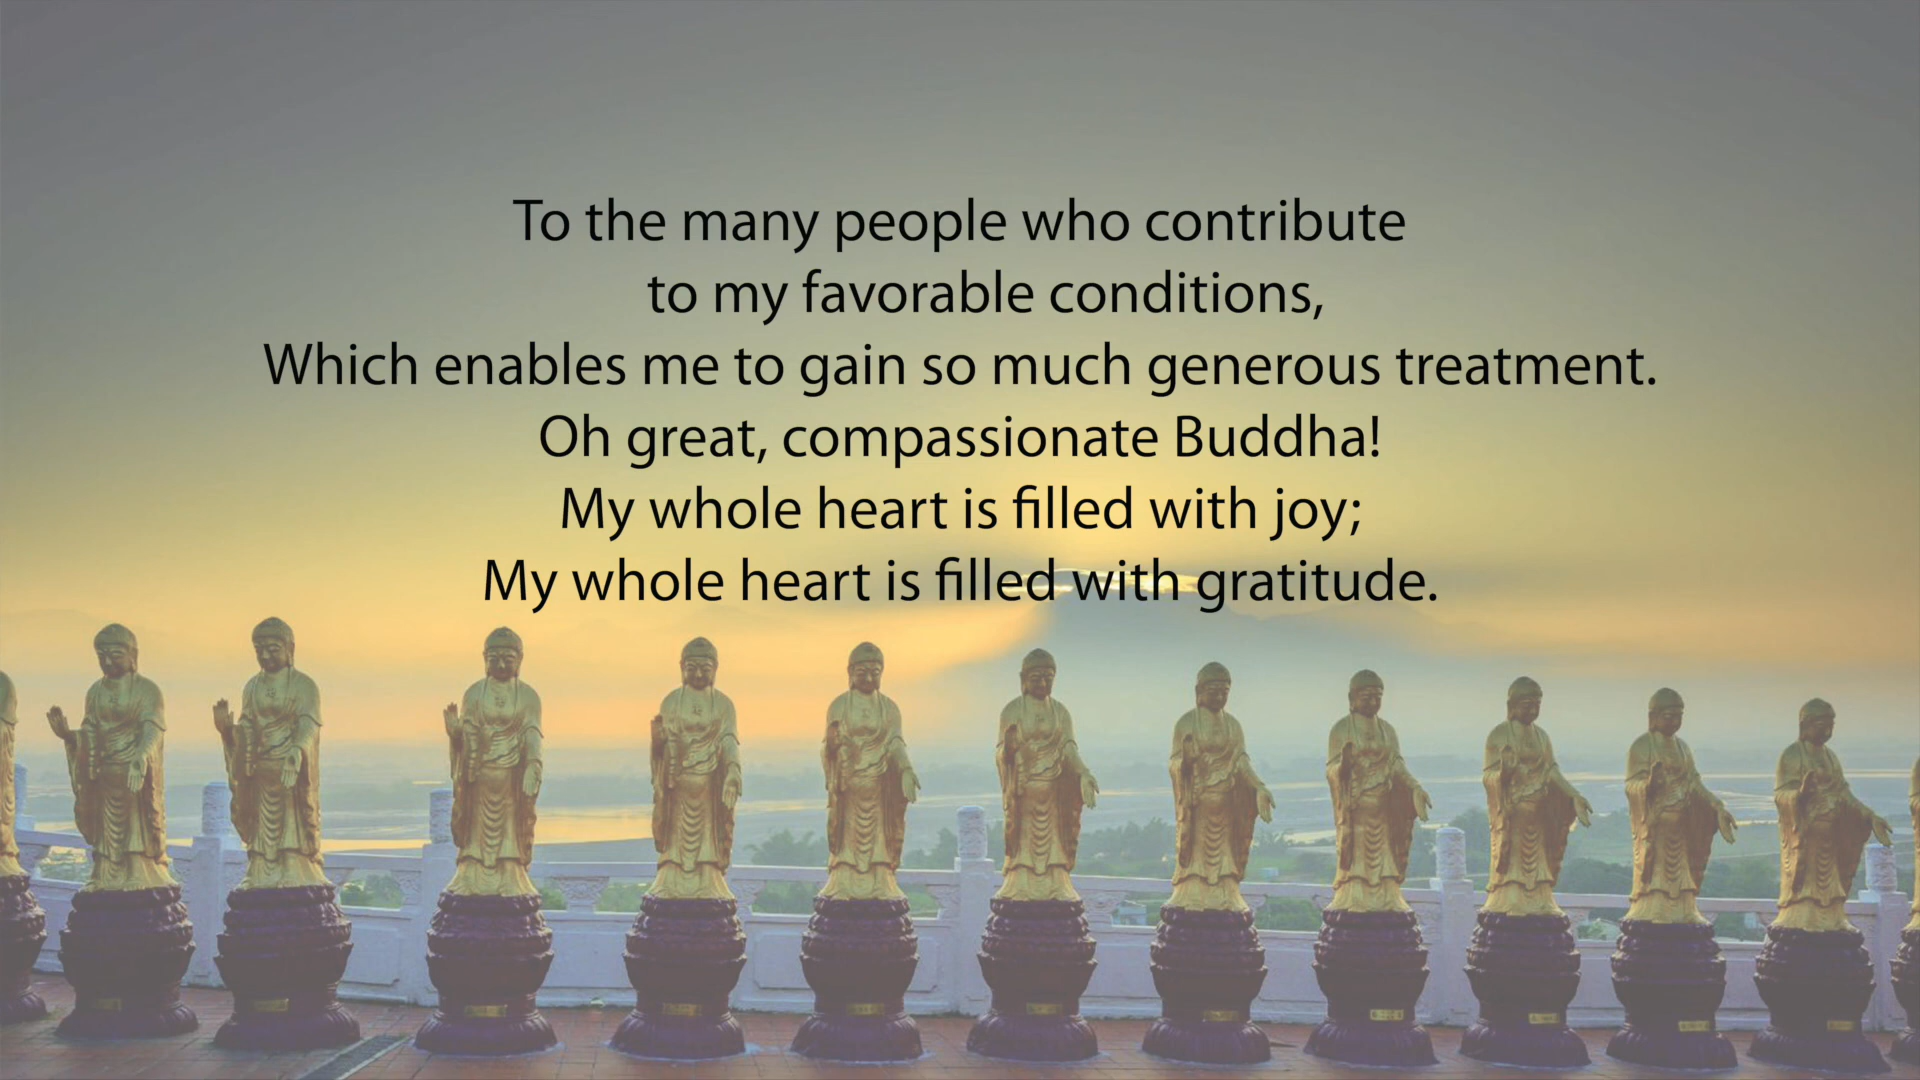 To the many people who contribute
to my favorable conditions,
Which enables me to gain so much generous treatment.
Oh great, compassionate Buddha!
My whole heart is filled with joy;
My whole heart is filled with gratitude.